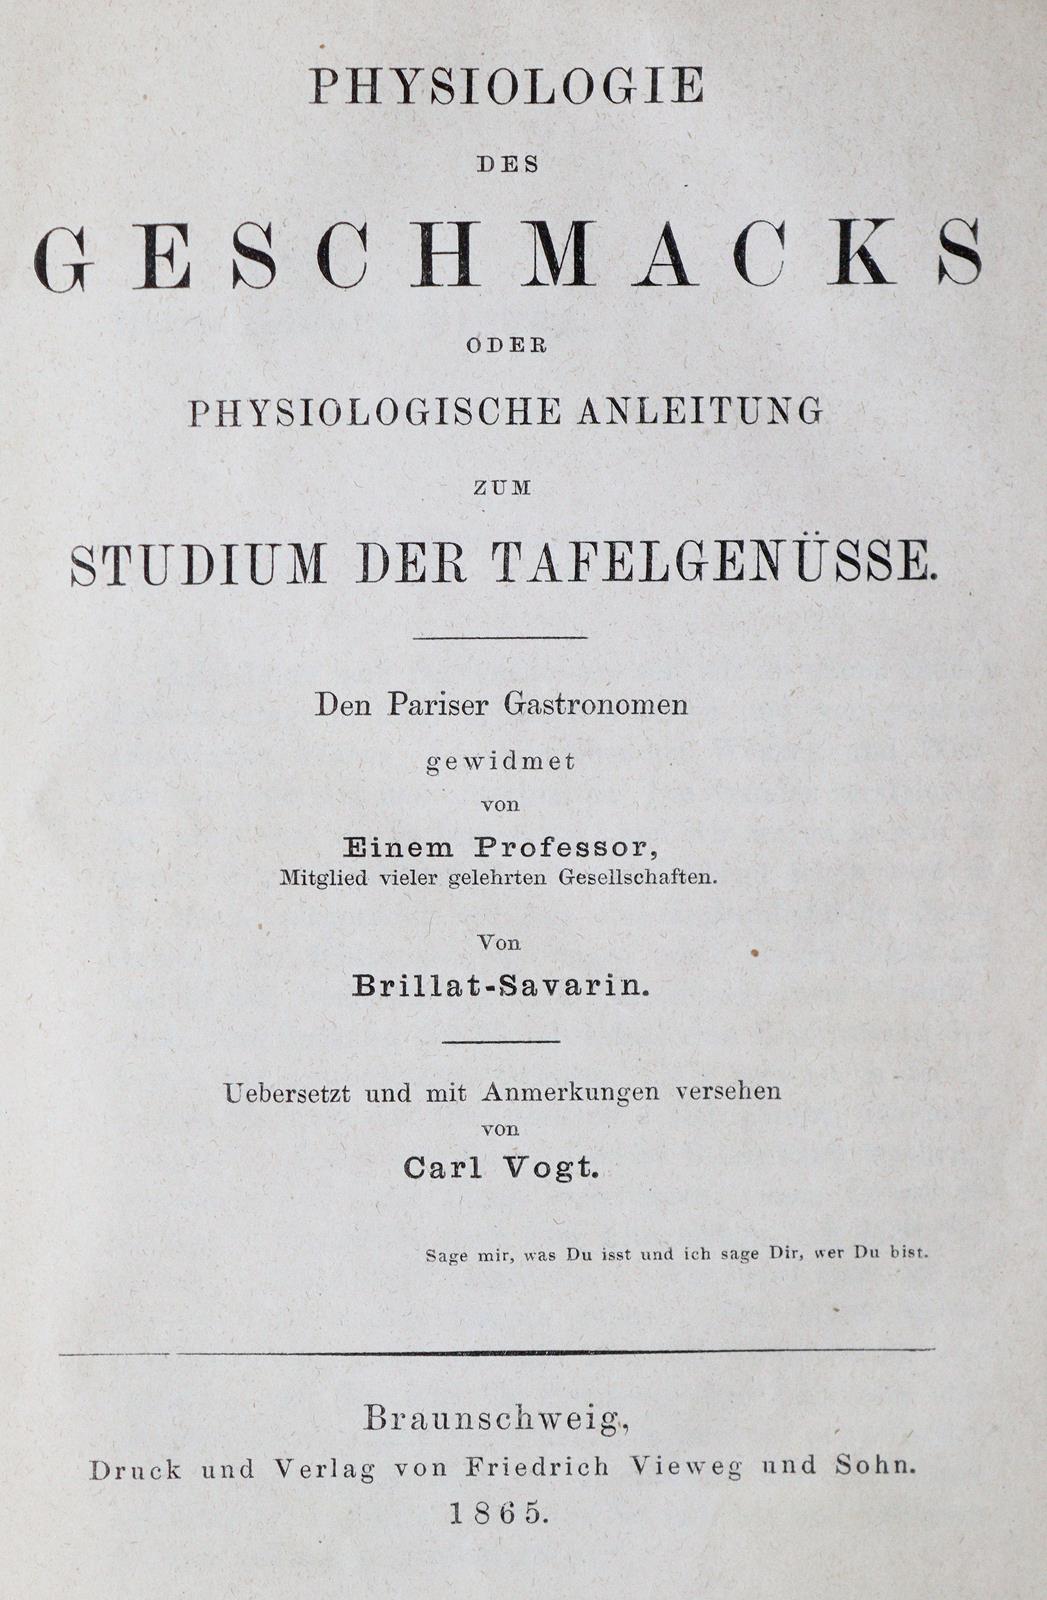 PHYSIOLOGIE
DES
GESCHMACKS
ODER
PHYSIOLOGISCHE ANLEITUNG
ZUM
STUDIUM DER TAFELGENÜSSE.
Den Pariser Gastronomen
gewidmet
von
Einem Professor,
Mitglied vieler gelehrten Gesellschaften.
Von
Brillat-Savarin.
Uebersetzt und mit Anmerkungen versehen
von
Carl Vogt.
Sage mir, was Du isst und ich sage Dir, wer Du bist.
Braunschweig,
Druck und Verlag von Friedrich Vieweg und Sohn.
1865.